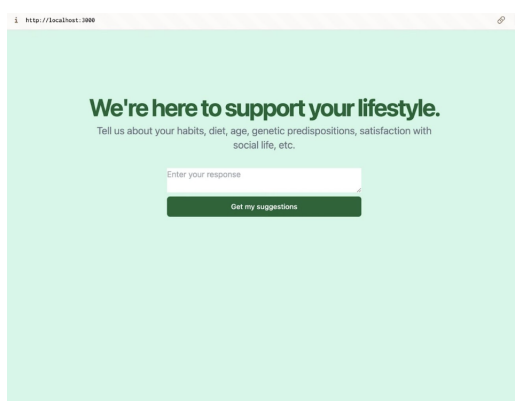 i http://localhost:3000
We're here to support your lifestyle.
Tell us about your habits, diet, age, genetic predispositions, satisfaction with
social life, etc.
Enter your response
Get my suggestions